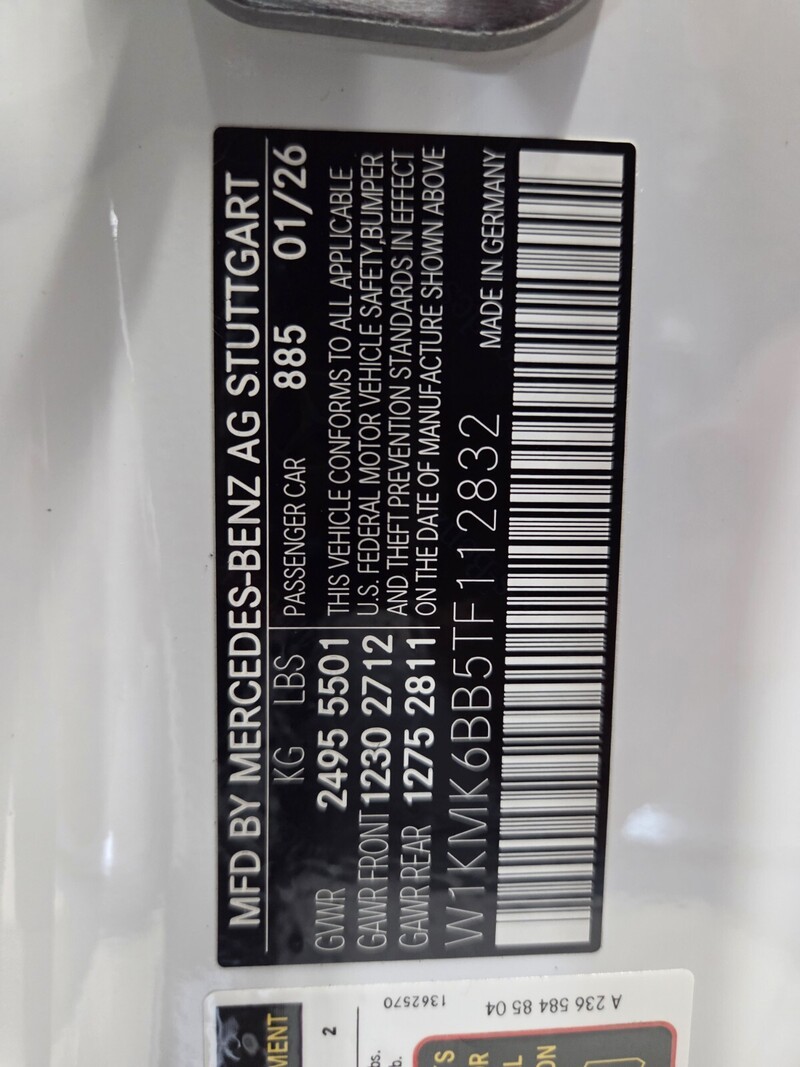 MFD BY MERCEDES-BENZ AG STUTTGART
KG LBS PASSENGER CAR 885 01/26
GVWR 2495 5501 THIS VEHICLE CONFORMS TO ALL APPLICABLE
GAWR FRONT 1230 2712 U.S. FEDERAL MOTOR VEHICLE SAFETY,BUMPER
GAWR REAR 1275 2811 AND THEFT PREVENTION STANDARDS IN EFFECT
ON THE DATE OF MANUFACTURE SHOWN ABOVE
W1KMK6BB5TF112832 MADE IN GERMANY
A 236 584 85 04
1362570
MENT
2